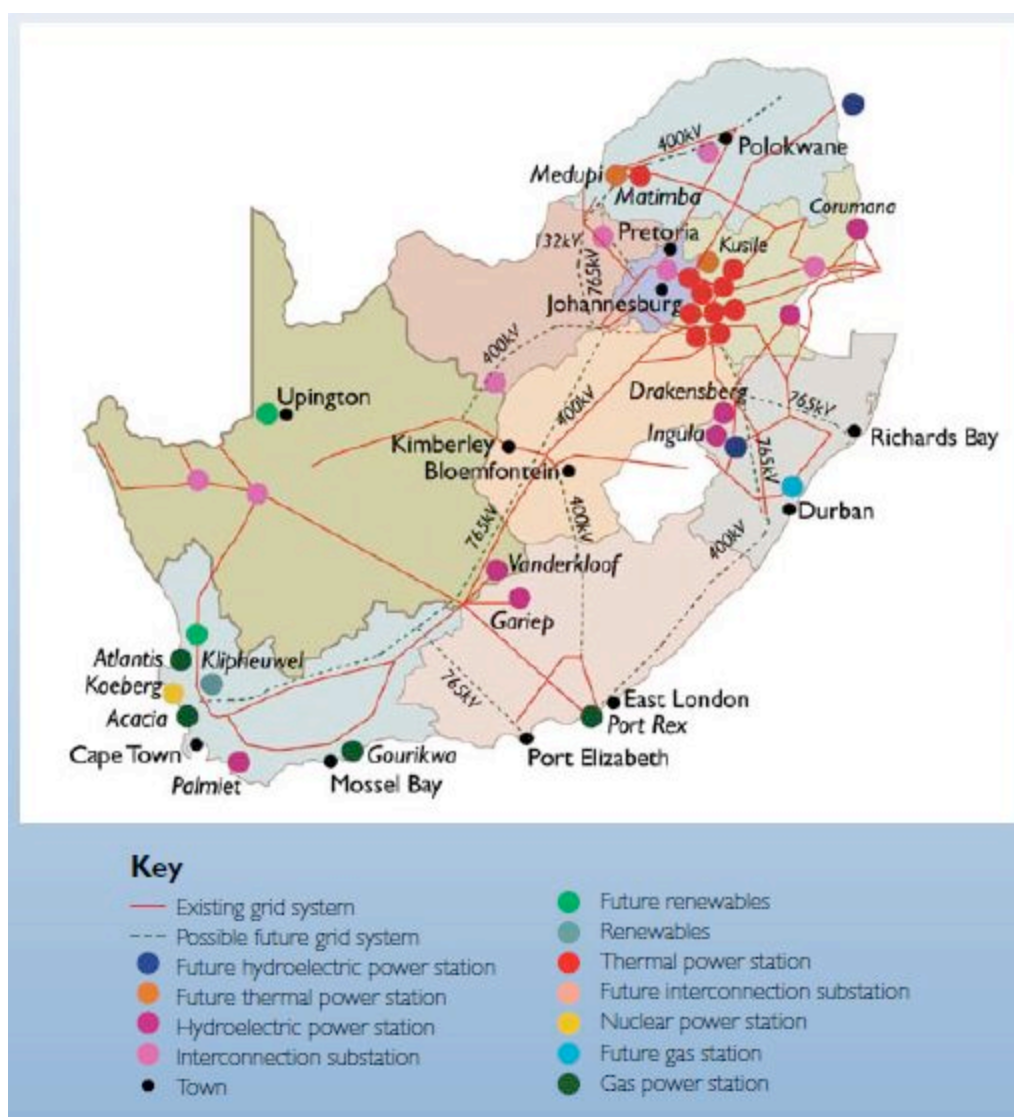 400kV
Polokwane
Medupi
Matimba
Corumana
132kV
Pretoria
Kusile
765kV
Johannesburg
400kV
Upington
400kV
Drakensberg
765kV
Kimberley
Ingula
Richards Bay
Bloemfontein
765kV
765kV
400kV
Durban
400kV
Vanderkloof
Gariep
Atlantis
Klipheuwel
Koeberg
765kV
Acacia
East London
Port Rex
Cape Town
Gourikwa
Port Elizabeth
Palmiet
Mossel Bay
Key
Existing grid system
Possible future grid system
Future hydroelectric power station
Future thermal power station
Hydroelectric power station
Interconnection substation
Town
Future renewables
Renewables
Thermal power station
Future interconnection substation
Nuclear power station
Future gas station
Gas power station